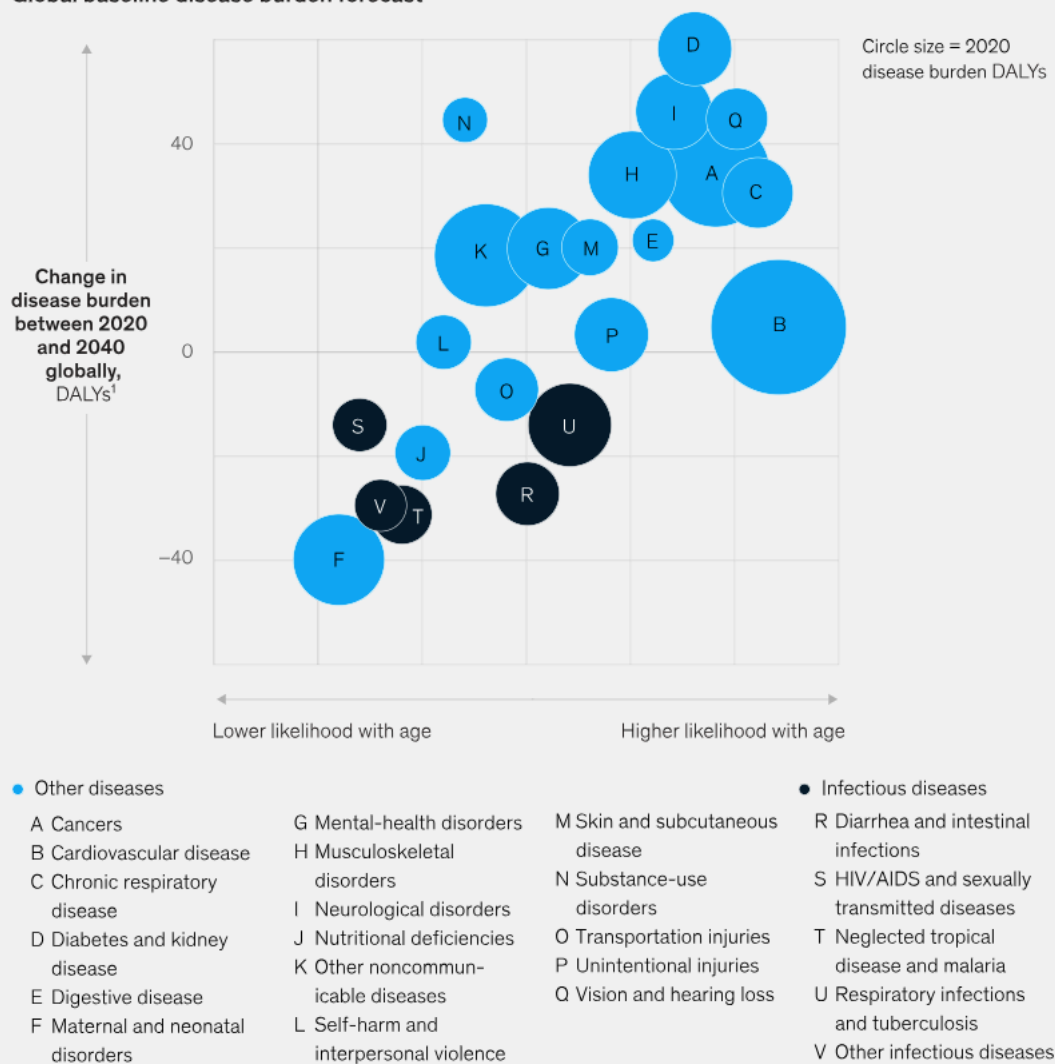 Global baseline disease burden forecast
Circle size = 2020
disease burden DALYs
D
I
Q
N
40
H
A
C
E
K
G
M
Change in
disease burden
between 2020
and 2040
globally,
DALYs¹
B
P
L
0
O
S
U
J
R
V
T
−40
F
Lower likelihood with age
Higher likelihood with age
Other diseases
A Cancers
B Cardiovascular disease
C Chronic respiratory
disease
D Diabetes and kidney
disease
E Digestive disease
F Maternal and neonatal
disorders
G Mental-health disorders
H Musculoskeletal
disorders
I Neurological disorders
J Nutritional deficiencies
K Other noncommun-
icable diseases
L Self-harm and
interpersonal violence
M Skin and subcutaneous
disease
N Substance-use
disorders
O Transportation injuries
P Unintentional injuries
Q Vision and hearing loss
Infectious diseases
R Diarrhea and intestinal
infections
S HIV/AIDS and sexually
transmitted diseases
T Neglected tropical
disease and malaria
U Respiratory infections
and tuberculosis
V Other infectious diseases